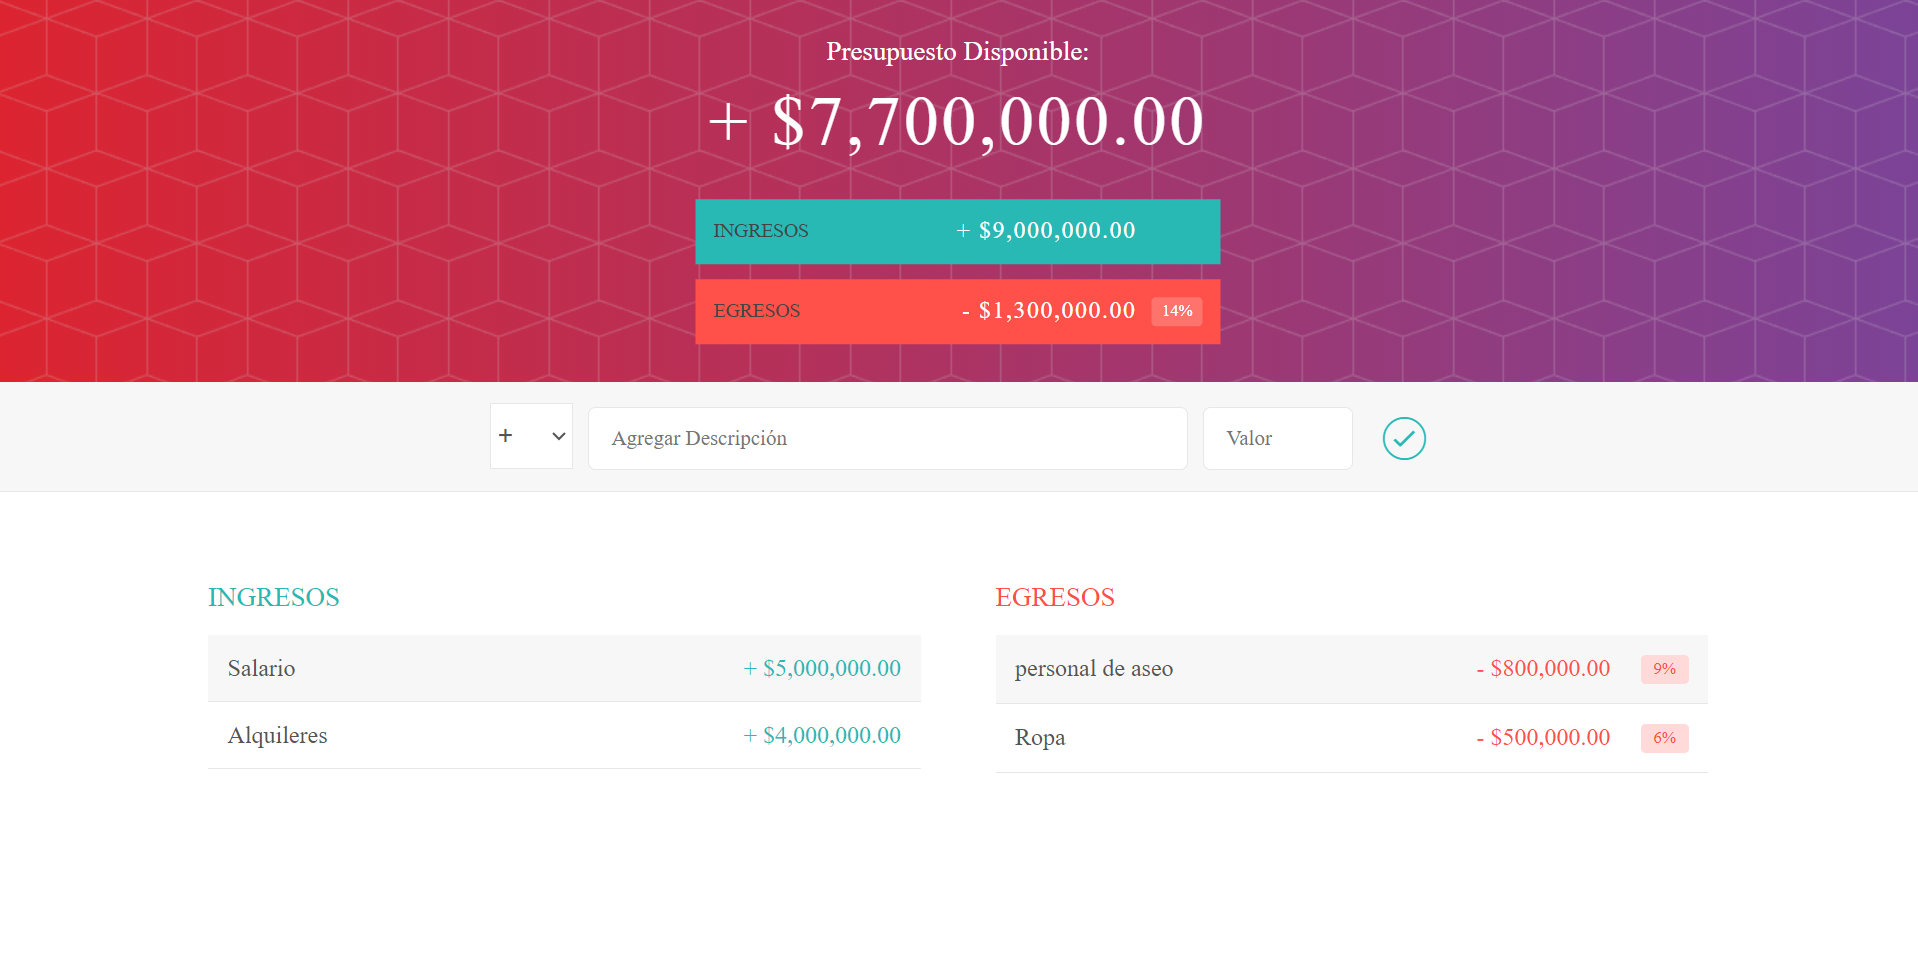 Presupuesto Disponible:
+ $7,700,000.00
INGRESOS + $9,000,000.00
EGRESOS - $1,300,000.00 14%
+ Agregar Descripción Valor
INGRESOS
Salario + $5,000,000.00
Alquileres + $4,000,000.00
EGRESOS
personal de aseo - $800,000.00 9%
Ropa - $500,000.00 6%